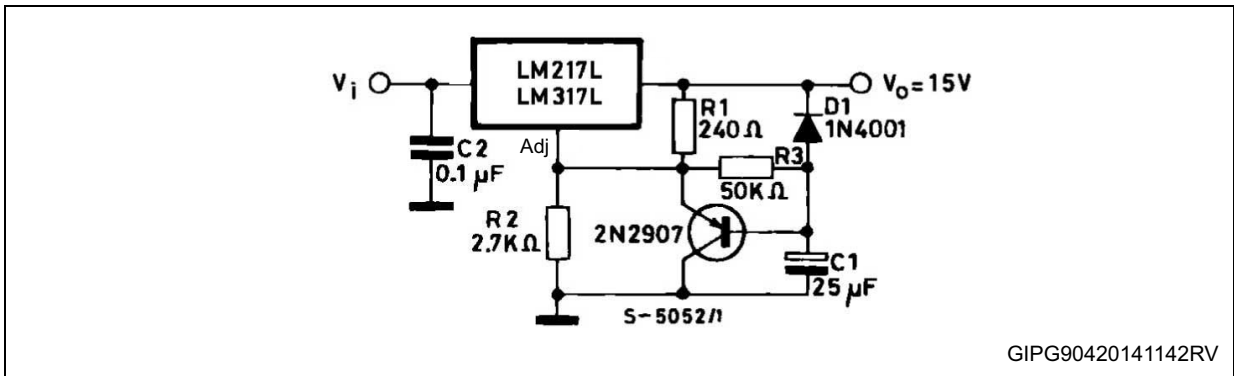 LM217L
LM317L
Vi
Vo=15V
R1
240Ω
D1
1N4001
Adj
C2
0.1 µF
R3
50KΩ
R2
2.7KΩ
2N2907
C1
25 µF
S-5052/1
GIPG90420141142RV